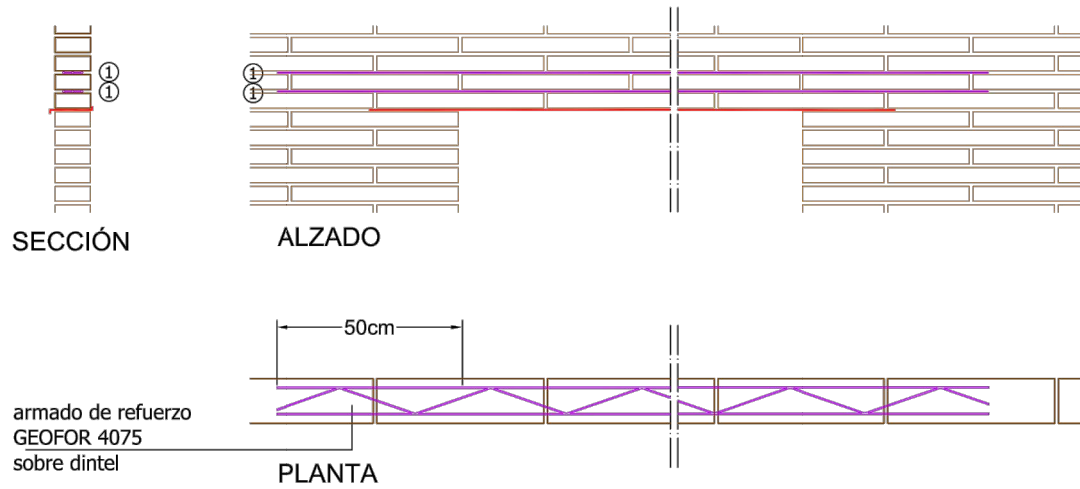 1
1
1
1
SECCIÓN
ALZADO
50cm
armado de refuerzo
GEOFOR 4075
sobre dintel
PLANTA